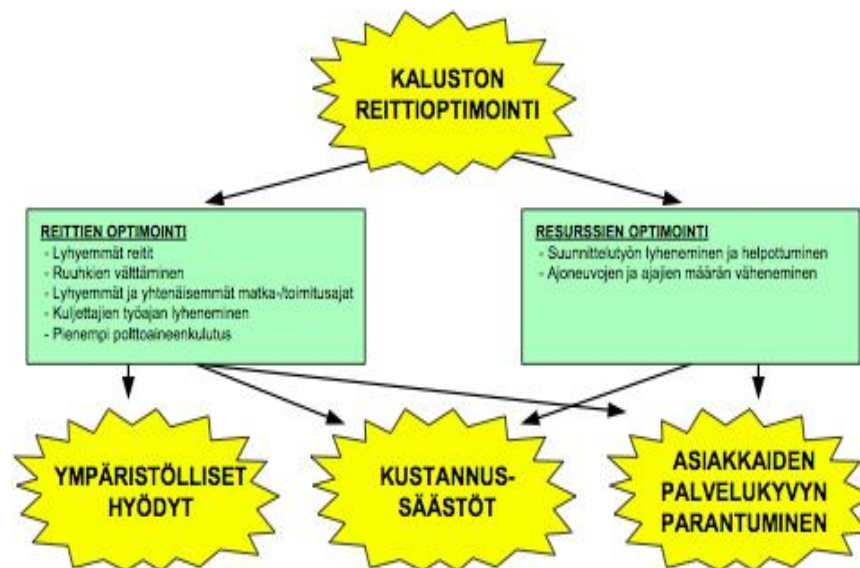 KALUSTON
REITTIOPTIMOINTI
REITTIEN OPTIMOINTI
- Lyhyemmät reitit
- Ruuhkien välttäminen
- Lyhyemmät ja yhtenäisemmät matka-/toimitusajat
- Kuljettajien työajan lyheneminen
- Pienempi polttoaineenkulutus
RESURSSIEN OPTIMOINTI
- Suunnittelutyön lyheneminen ja helpottuminen
- Ajoneuvojen ja ajajien määrän väheneminen
YMPÄRISTÖLLISET
HYÖDYT
KUSTANNUS-
SÄÄSTÖT
ASIAKKAIDEN
PALVELUKYVYN
PARANTUMINEN